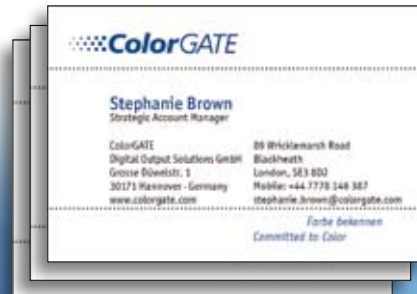 ColorGATE
Stephanie Brown
Strategic Account Manager
ColorGATE
Digital Output Solutions GmbH
Grosse Düwelstr. 1
30171 Hannover - Germany
www.colorgate.com
89 Wricklemarsh Road
Blackheath
London, SE3 8DU
Mobile: +44 7778 148 387
stephanie.brown@colorgate.com
Farbe bekennen
Committed to Color